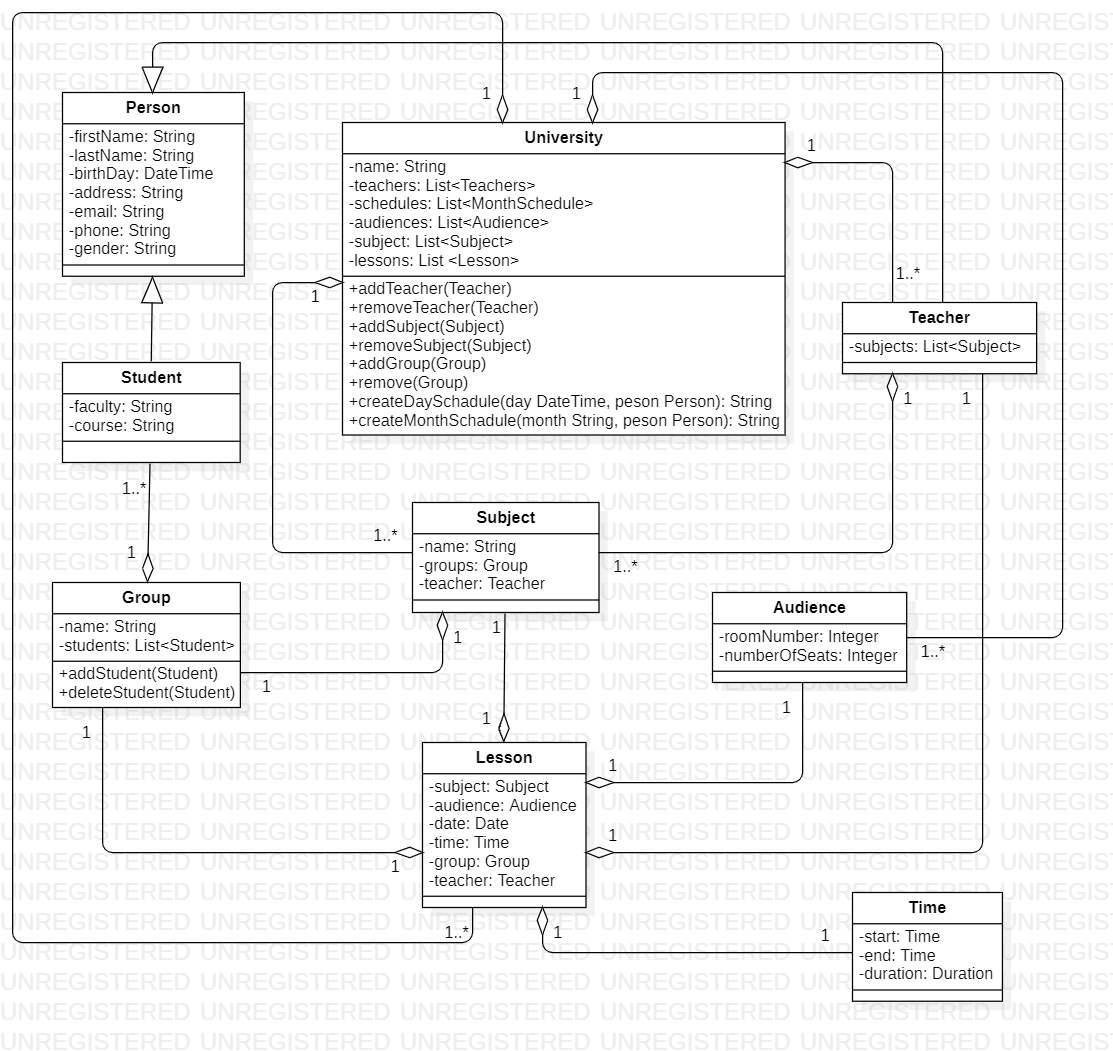 Person
-firstName: String
-lastName: String
-birthDay: DateTime
-address: String
-email: String
-phone: String
-gender: String
1
1
University
-name: String
-teachers: List<Teachers>
-schedules: List<MonthSchedule>
-audiences: List<Audience>
-subject: List<Subject>
-lessons: List <Lesson>
+addTeacher(Teacher)
+removeTeacher(Teacher)
+addSubject(Subject)
+removeSubject(Subject)
+addGroup(Group)
+remove(Group)
+createDaySchadule(day DateTime, peson Person): String
+createMonthSchadule(month String, peson Person): String
1
1..*
1
Teacher
-subjects: List<Subject>
1
1
Student
-faculty: String
-course: String
1..*
1
1..*
Subject
-name: String
-groups: Group
-teacher: Teacher
1..*
Group
-name: String
-students: List<Student>
+addStudent(Student)
+deleteStudent(Student)
1
1
1
1
Audience
-roomNumber: Integer
-numberOfSeats: Integer
1..*
1
1
Lesson
-subject: Subject
-audience: Audience
-date: Date
-time: Time
-group: Group
-teacher: Teacher
1
1
1
1..*
1
1
Time
-start: Time
-end: Time
-duration: Duration
UNREGISTERED